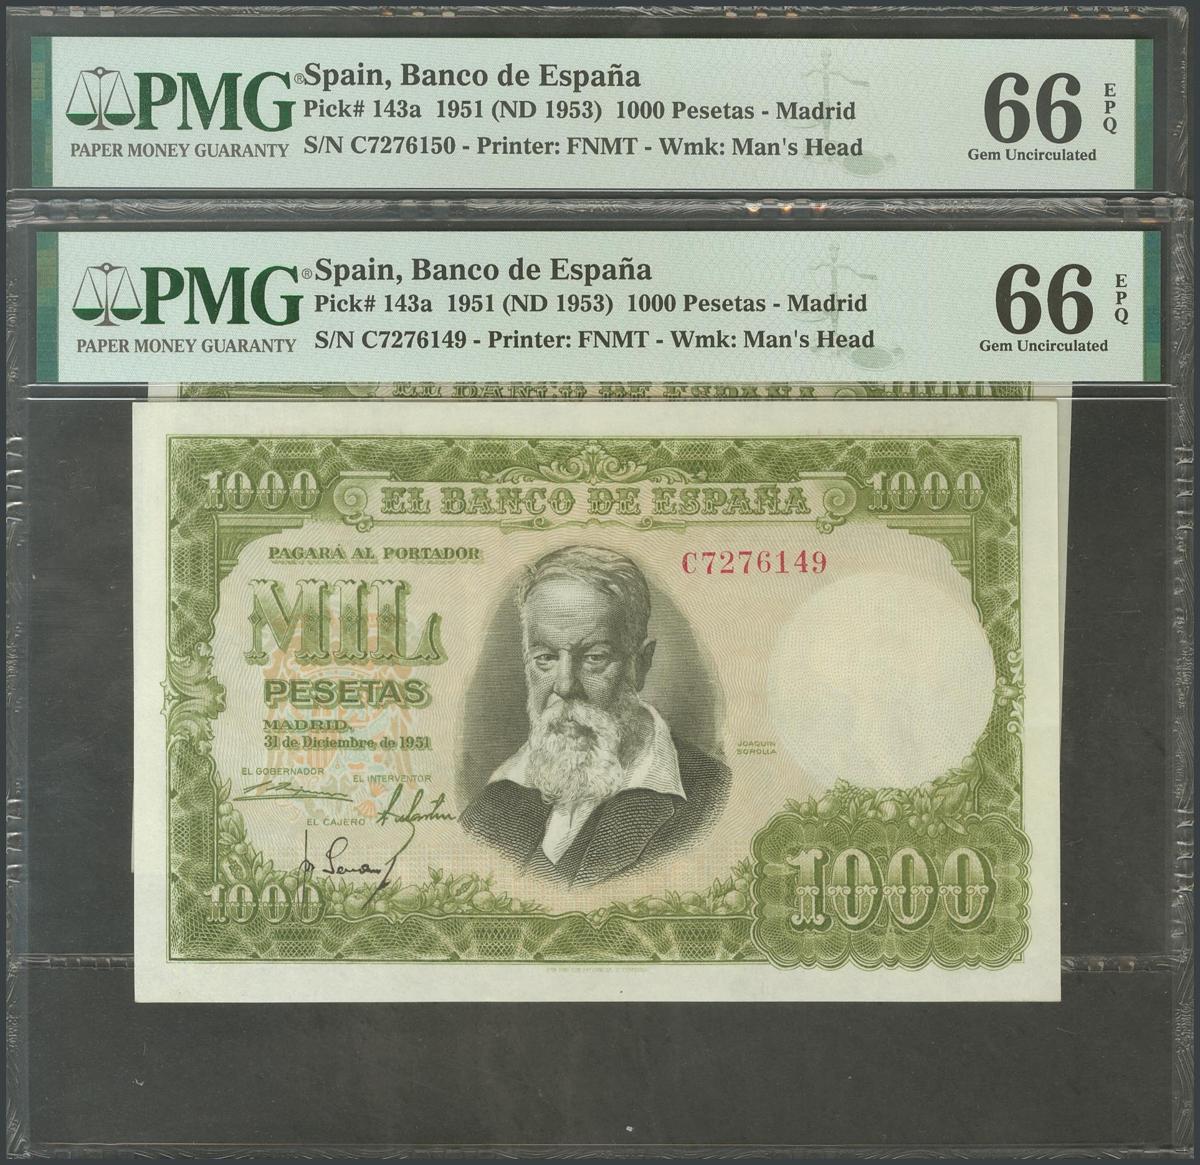 PMG®
PAPER MONEY GUARANTY
Spain, Banco de España
Pick# 143a 1951 (ND 1953) 1000 Pesetas - Madrid
S/N C7276150 - Printer: FNMT - Wmk: Man's Head
66 EPQ
Gem Uncirculated
PMG®
PAPER MONEY GUARANTY
Spain, Banco de España
Pick# 143a 1951 (ND 1953) 1000 Pesetas - Madrid
S/N C7276149 - Printer: FNMT - Wmk: Man's Head
66 EPQ
Gem Uncirculated
EL BANCO DE ESPAÑA
1000 EL BANCO DE ESPAÑA 1000
PAGARÁ AL PORTADOR
C7276149
MIL
PESETAS
MADRID,
31 de Diciembre de 1951
JOAQUIN
SOROLLA
EL GOBERNADOR
EL INTERVENTOR
EL CAJERO
1000
1000